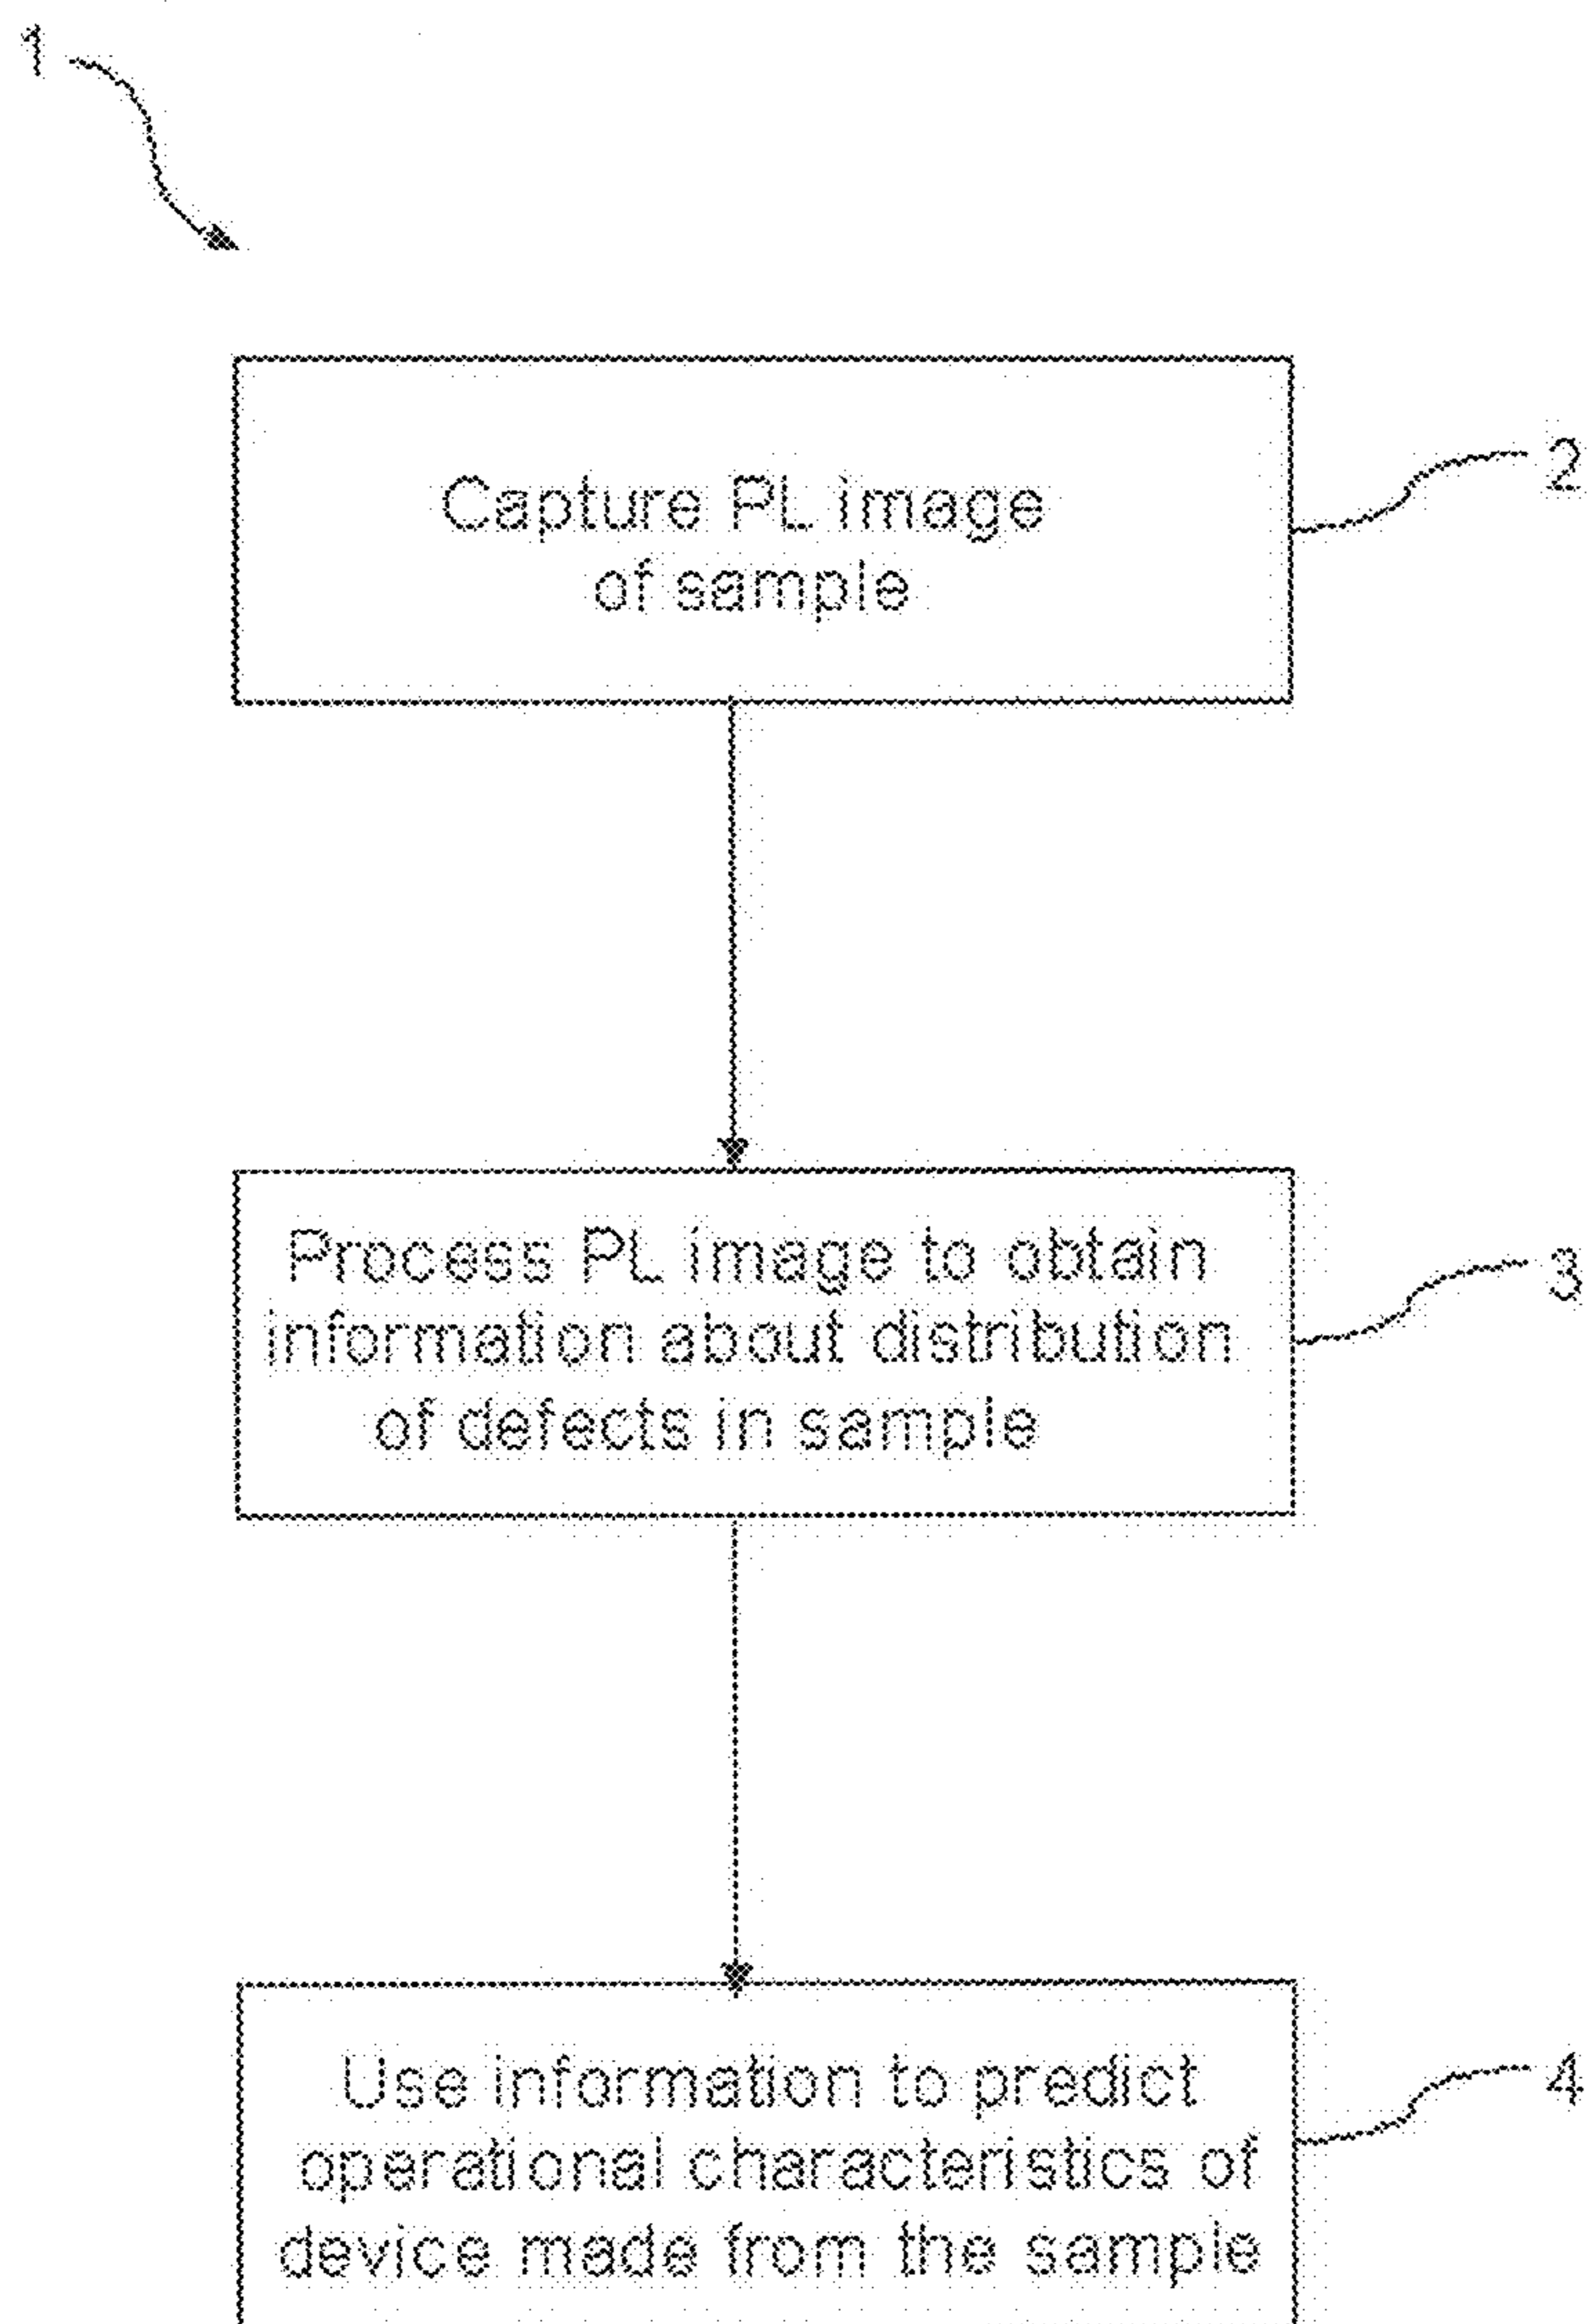 1
Capture PL image
of sample
2
Process PL image to obtain
information about distribution
of defects in sample
3
Use information to predict
operational characteristics of
device made from the sample
4